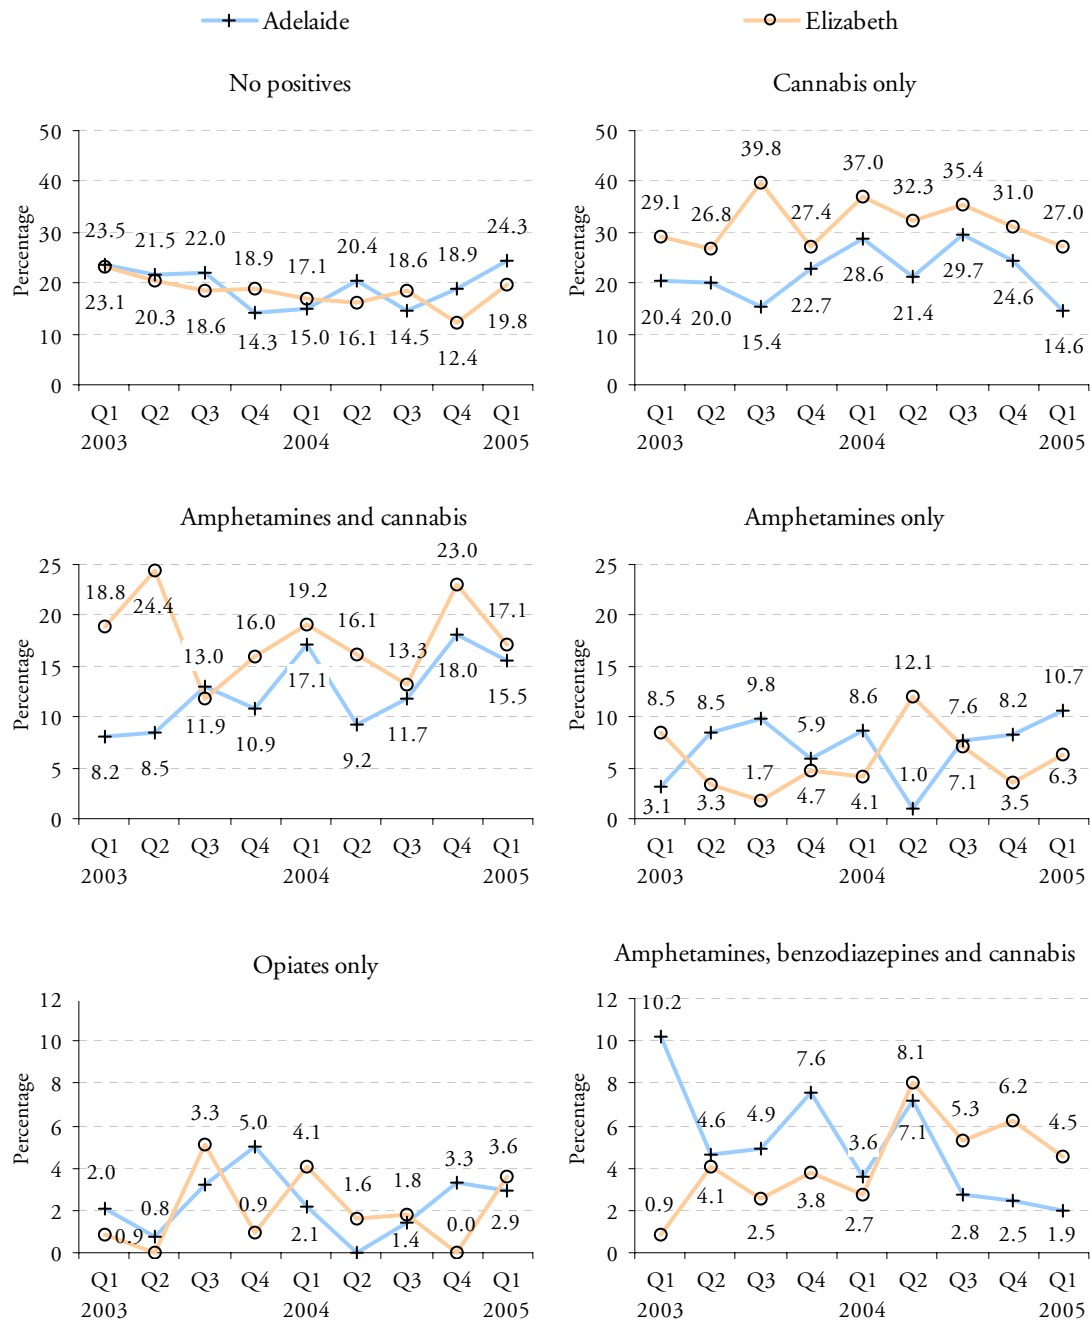 Adelaide
Elizabeth
No positives
Percentage
50
40
30
20
10
0
23.5 21.5 22.0 18.9 17.1 20.4 18.6 18.9 24.3
23.1 20.3 18.6 14.3 15.0 16.1 14.5 12.4 19.8
Q1 Q2 Q3 Q4 Q1 Q2 Q3 Q4 Q1
2003 2004 2005
Cannabis only
Percentage
50
40
30
20
10
0
29.1 26.8 39.8 27.4 37.0 32.3 35.4 31.0 27.0
20.4 20.0 15.4 22.7 28.6 21.4 29.7 24.6 14.6
Q1 Q2 Q3 Q4 Q1 Q2 Q3 Q4 Q1
2003 2004 2005
Amphetamines and cannabis
Percentage
25
20
15
10
5
0
18.8 24.4 13.0 16.0 19.2 16.1 13.3 23.0 17.1
8.2 8.5 11.9 10.9 17.1 9.2 11.7 18.0 15.5
Q1 Q2 Q3 Q4 Q1 Q2 Q3 Q4 Q1
2003 2004 2005
Amphetamines only
Percentage
25
20
15
10
5
0
8.5 8.5 9.8 5.9 8.6 12.1 7.6 8.2 10.7
3.1 3.3 1.7 4.7 4.1 1.0 7.1 3.5 6.3
Q1 Q2 Q3 Q4 Q1 Q2 Q3 Q4 Q1
2003 2004 2005
Opiates only
Percentage
12
10
8
6
4
2
0
2.0 0.8 3.3 5.0 4.1 1.6 1.8 3.3 3.6
0.9 0.9 2.1 1.4 0.0 2.9
Q1 Q2 Q3 Q4 Q1 Q2 Q3 Q4 Q1
2003 2004 2005
Amphetamines, benzodiazepines and cannabis
Percentage
12
10
8
6
4
2
0
10.2 4.6 4.9 7.6 3.6 8.1 5.3 6.2 4.5
0.9 4.1 2.5 3.8 2.7 7.1 2.8 2.5 1.9
Q1 Q2 Q3 Q4 Q1 Q2 Q3 Q4 Q1
2003 2004 2005